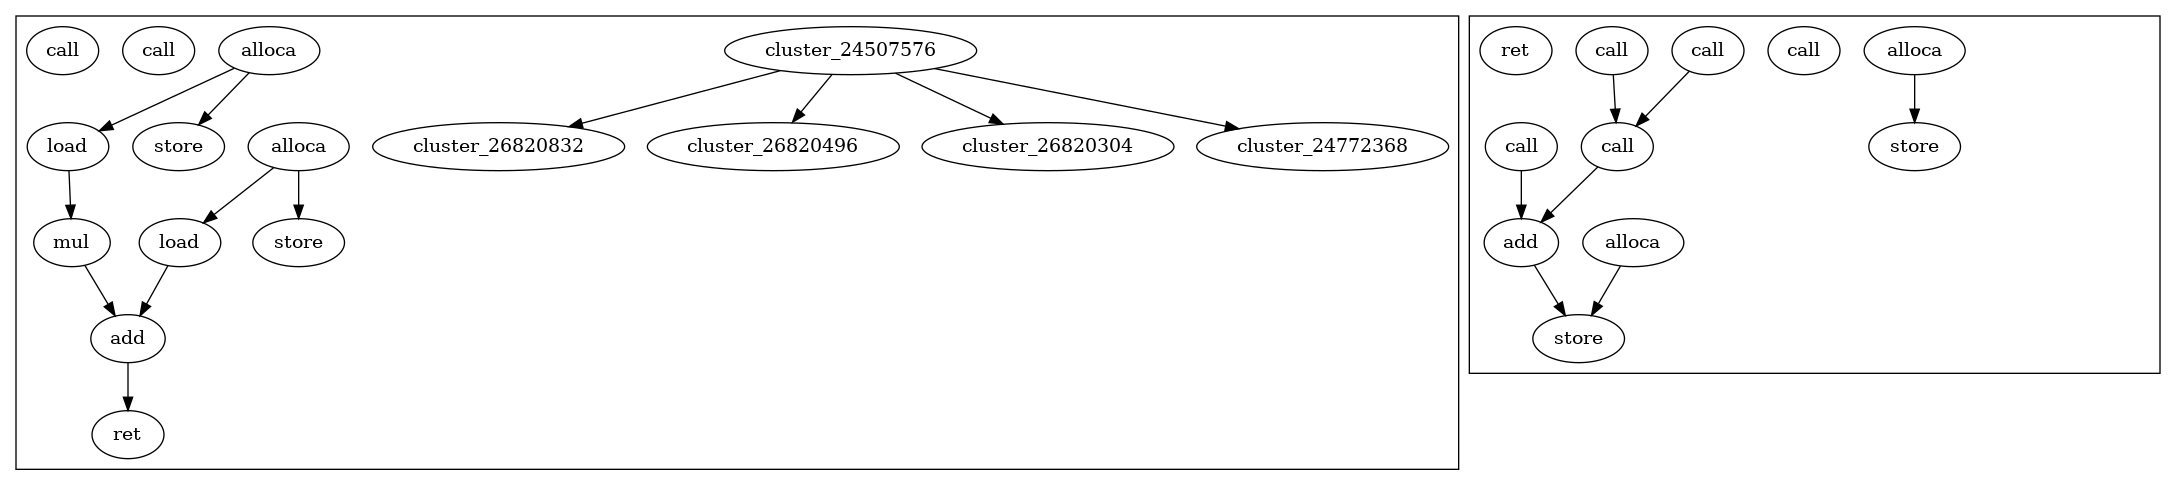 call
call
alloca
cluster_24507576
load
store
alloca
cluster_26820832
cluster_26820496
cluster_26820304
cluster_24772368
mul
load
store
add
ret
ret
call
call
call
alloca
call
call
store
add
alloca
store